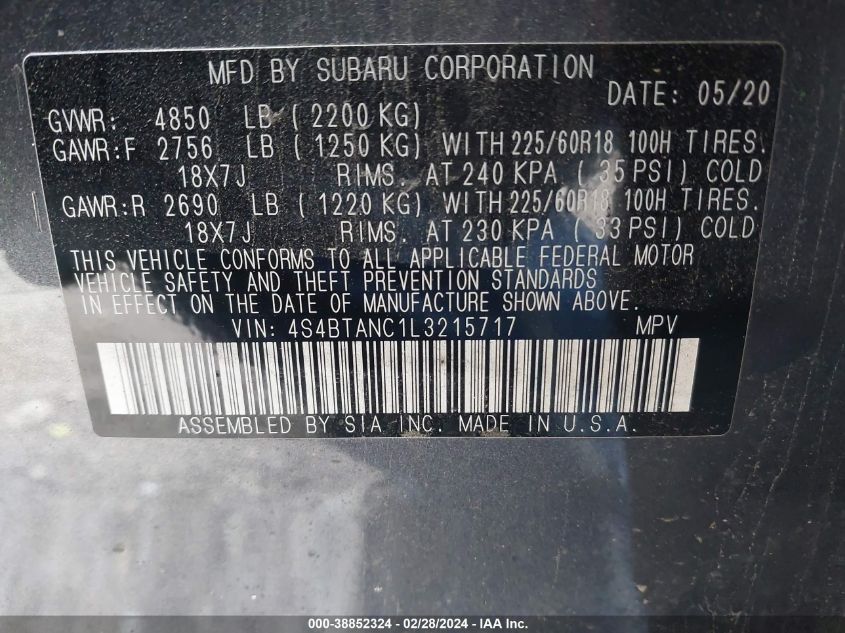 MFD BY SUBARU CORPORATION
DATE: 05/20
GVWR: 4850 LB ( 2200 KG)
GAWR:F 2756 LB ( 1250 KG) WITH 225/60R18 100H TIRES.
18X7J RIMS. AT 240 KPA ( 35 PSI) COLD
GAWR:R 2690 LB ( 1220 KG) WITH 225/60R18 100H TIRES.
18X7J RIMS. AT 230 KPA ( 33 PSI) COLD
THIS VEHICLE CONFORMS TO ALL APPLICABLE FEDERAL MOTOR
VEHICLE SAFETY AND THEFT PREVENTION STANDARDS
IN EFFECT ON THE DATE OF MANUFACTURE SHOWN ABOVE.
VIN: 4S4BTANC1L3215717 MPV
ASSEMBLED BY SIA INC. MADE IN U.S.A.
000-38852324 | 02/28/2024 - IAA Inc.